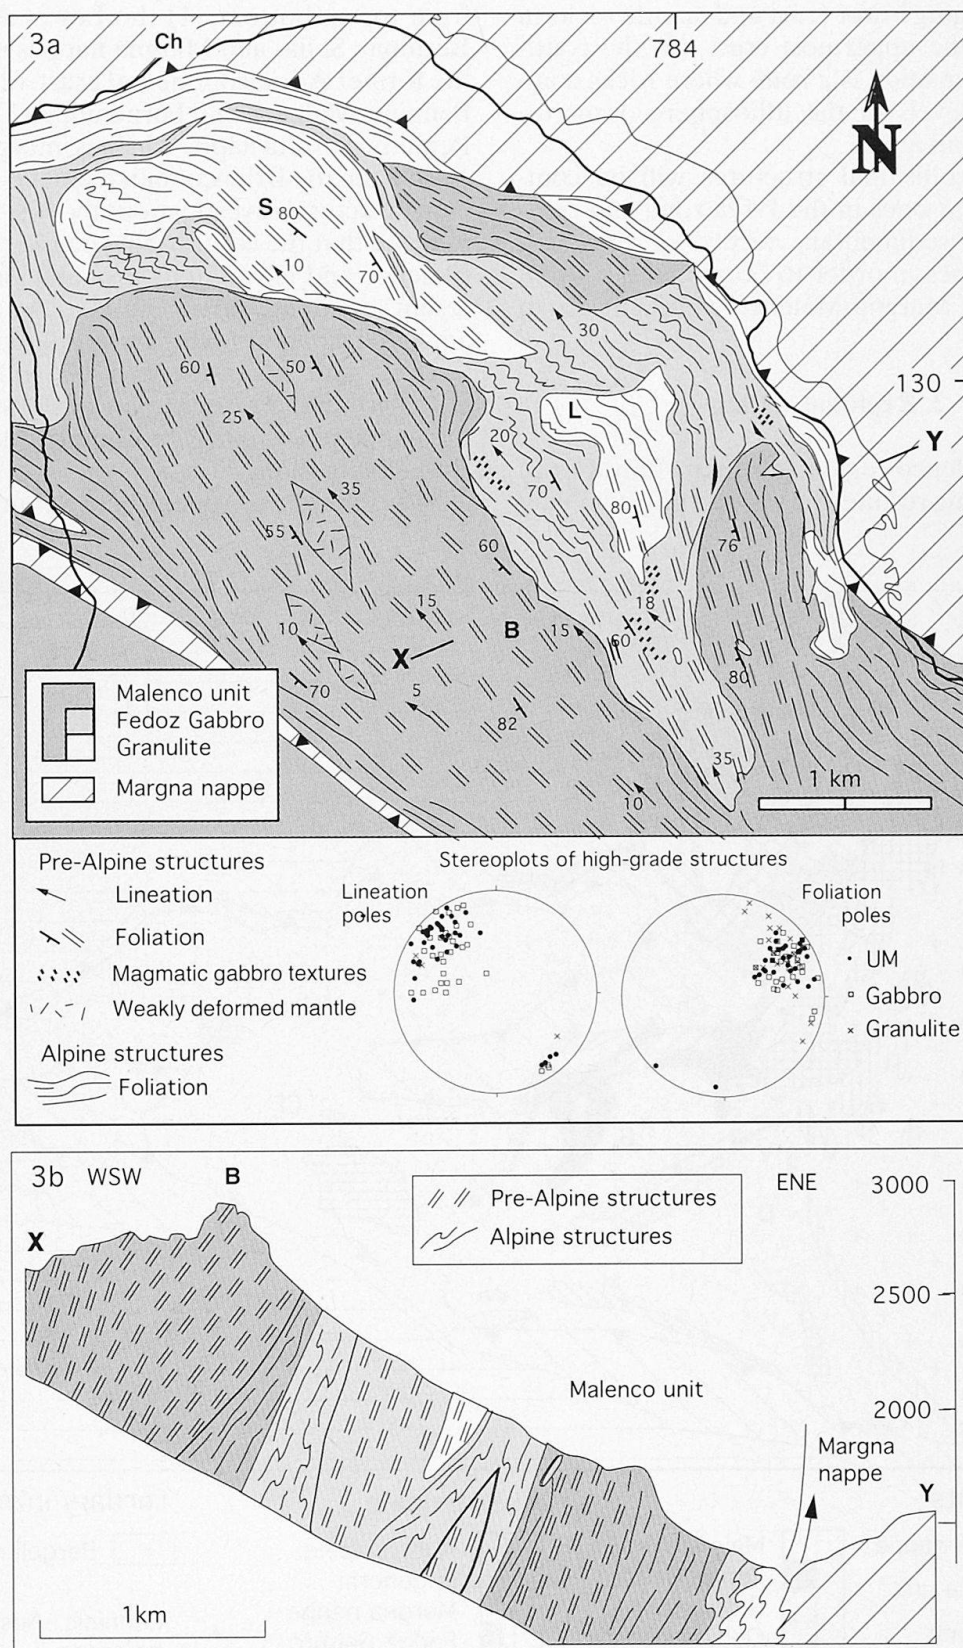 3a
Ch
784
N
S
80
10
70
30
130
60
50
25
L
20
Y
70
35
80
55
60
76
15
18
B
15
10
60
X
5
70
80
82
35
10
Malenco unit
Fedoz Gabbro
Granulite
Margna nappe
1 km
Pre-Alpine structures
Lineation
Foliation
Magmatic gabbro textures
Weakly deformed mantle
Alpine structures
Foliation
Stereoplots of high-grade structures
Lineation
poles
Foliation
poles
UM
Gabbro
Granulite
3b
WSW
B
ENE
3000
Pre-Alpine structures
Alpine structures
X
2500
Malenco unit
2000
Margna
nappe
Y
1km